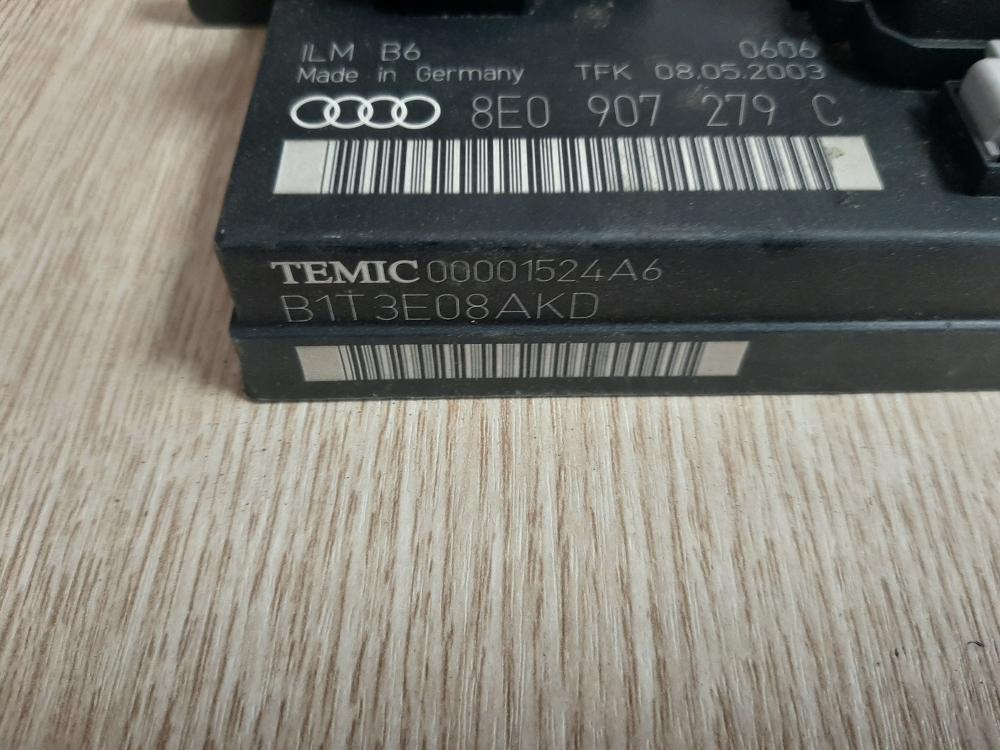 ILM B6 0606
Made in Germany TFK 08.05.2003
8E0 907 279 C
TEMIC 00001524A6
B1T3E08AKD